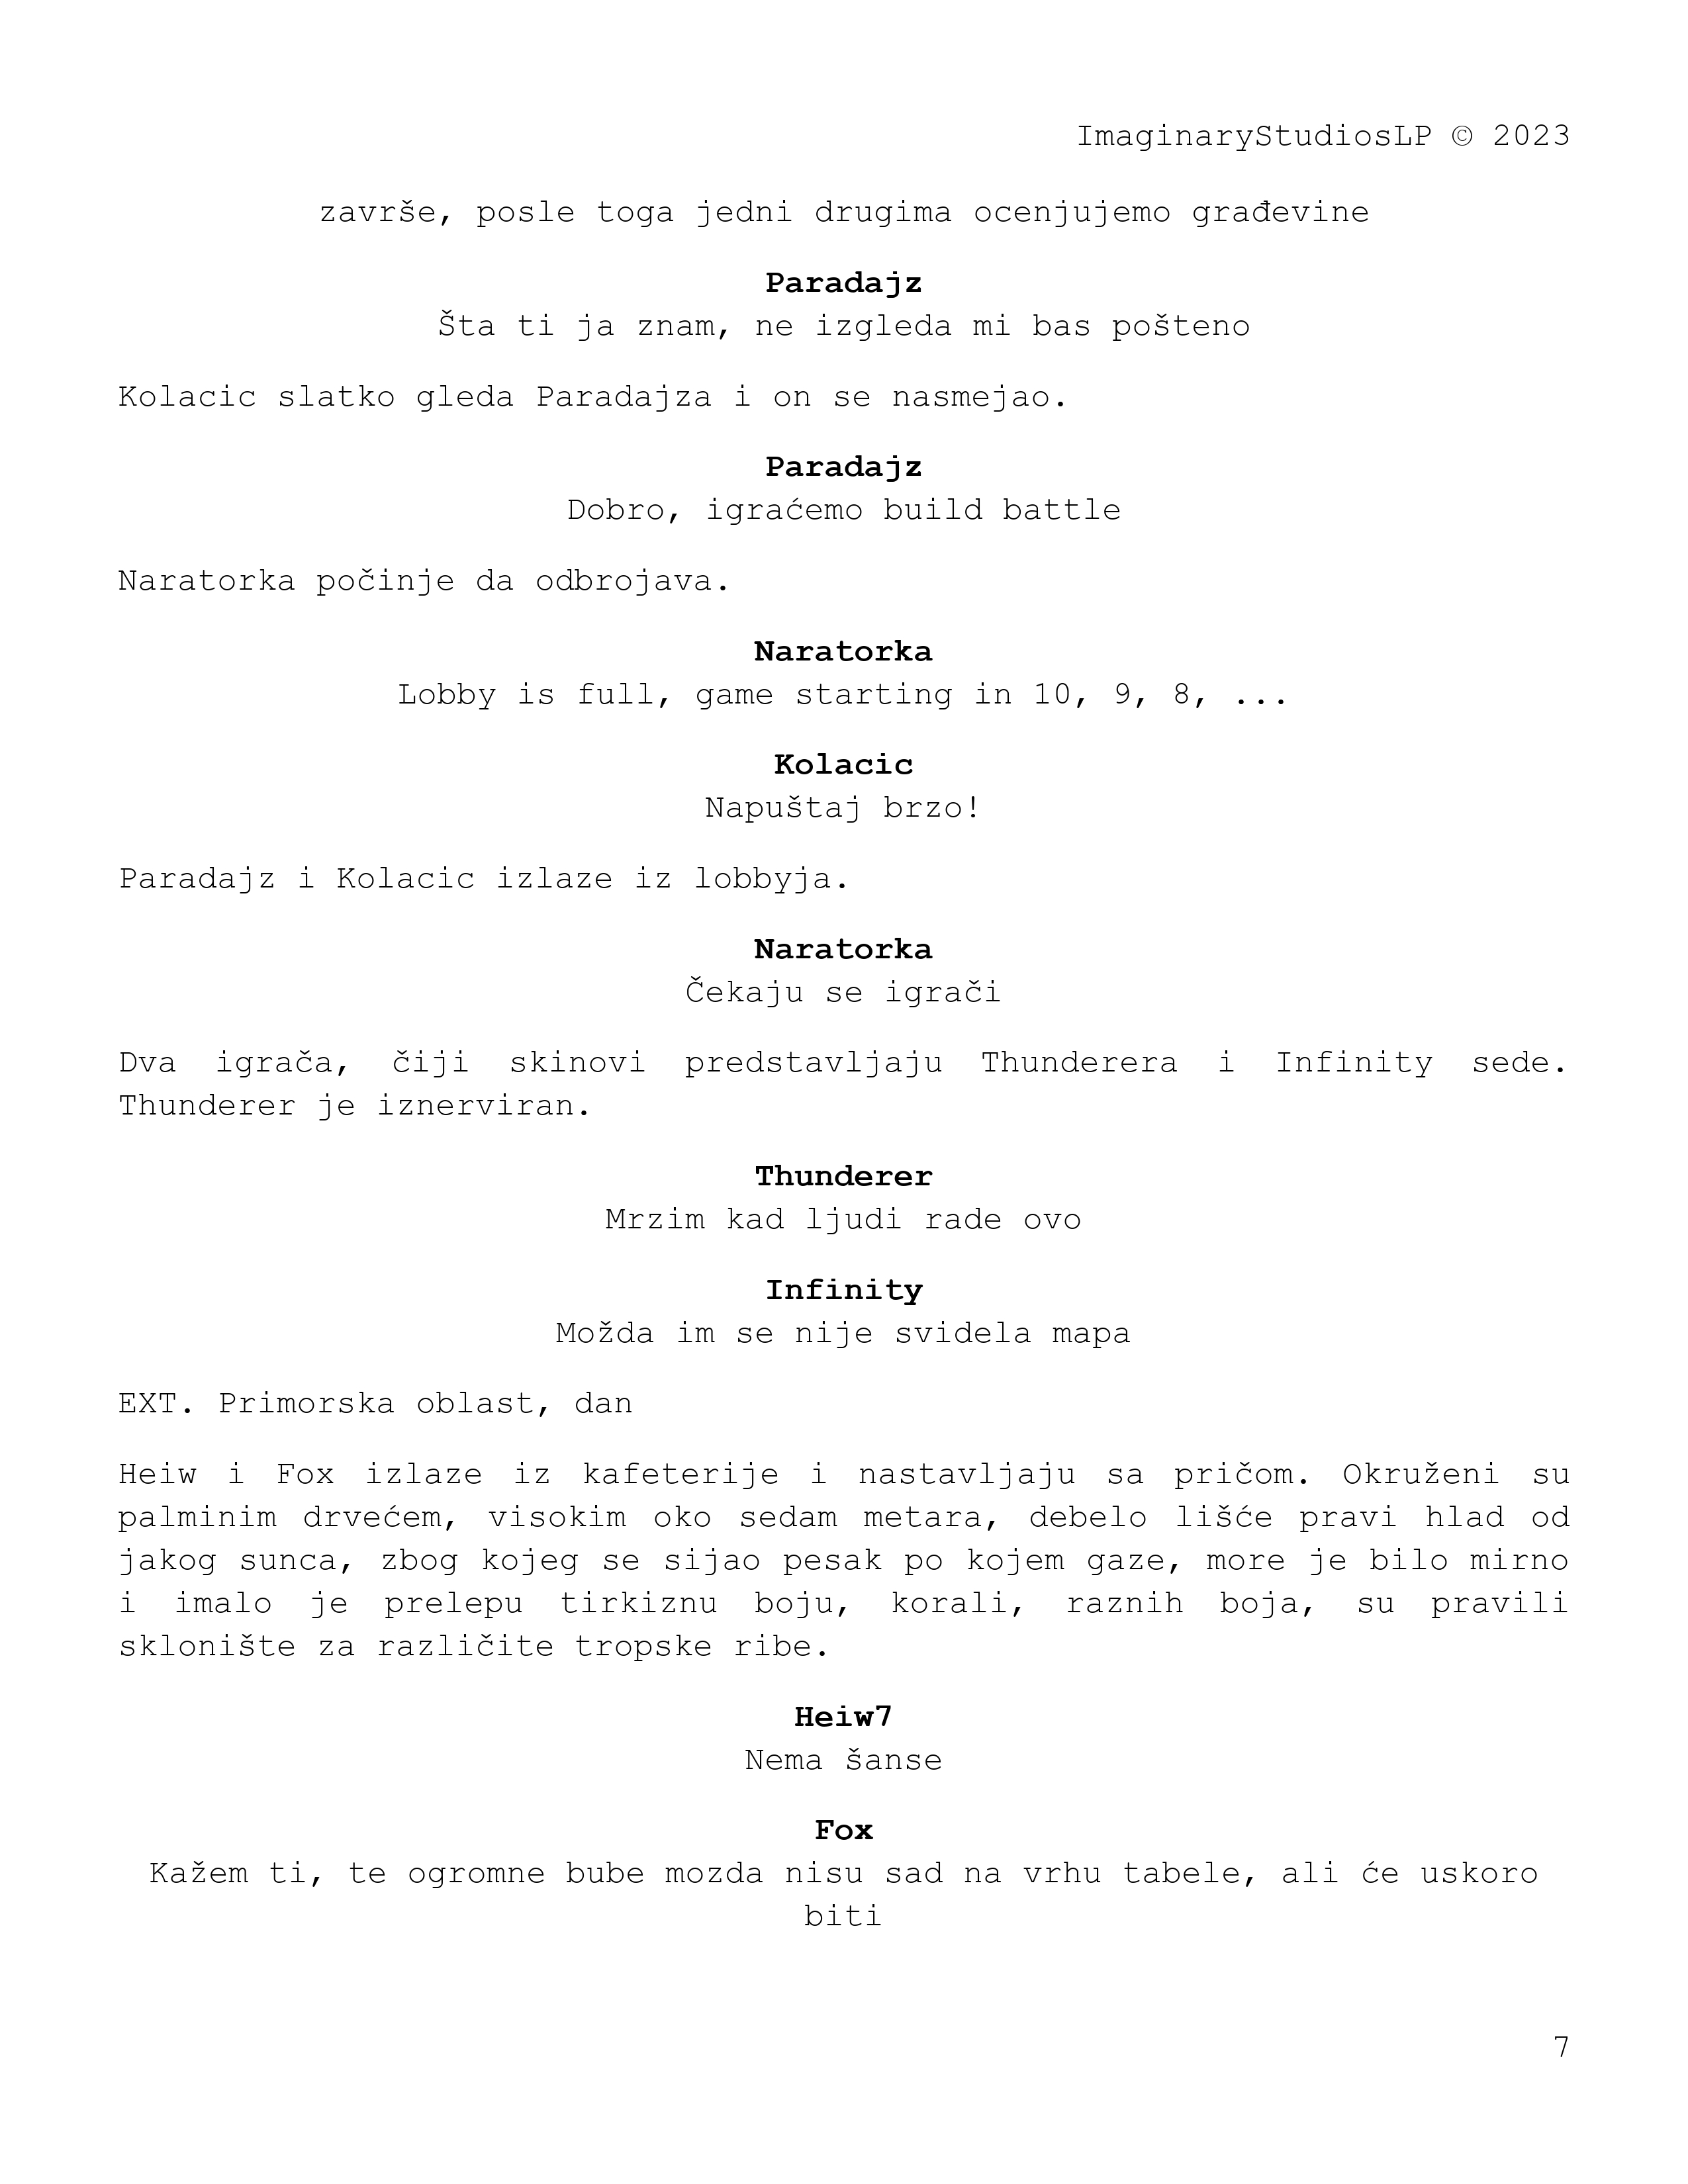 ImaginaryStudiosLP © 2023
završe, posle toga jedni drugima ocenjujemo građevine
Paradajz
Šta ti ja znam, ne izgleda mi bas pošteno
Kolacic slatko gleda Paradajza i on se nasmejao.
Paradajz
Dobro, igraćemo build battle
Naratorka počinje da odbrojava.
Naratorka
Lobby is full, game starting in 10, 9, 8, ...
Kolacic
Napuštaj brzo!
Paradajz i Kolacic izlaze iz lobbyja.
Naratorka
Čekaju se igrači
Dva igrača, čiji skinovi predstavljaju Thunderera i Infinity sede.
Thunderer je iznerviran.
Thunderer
Mrzim kad ljudi rade ovo
Infinity
Možda im se nije svidela mapa
EXT. Primorska oblast, dan
Heiw i Fox izlaze iz kafeterije i nastavljaju sa pričom. Okruženi su
palminim drvećem, visokim oko sedam metara, debelo lišće pravi hlad od
jakog sunca, zbog kojeg se sijao pesak po kojem gaze, more je bilo mirno
i imalo je prelepu tirkiznu boju, korali, raznih boja, su pravili
sklonište za različite tropske ribe.
Heiw7
Nema šanse
Fox
Kažem ti, te ogromne bube mozda nisu sad na vrhu tabele, ali će uskoro
biti
7